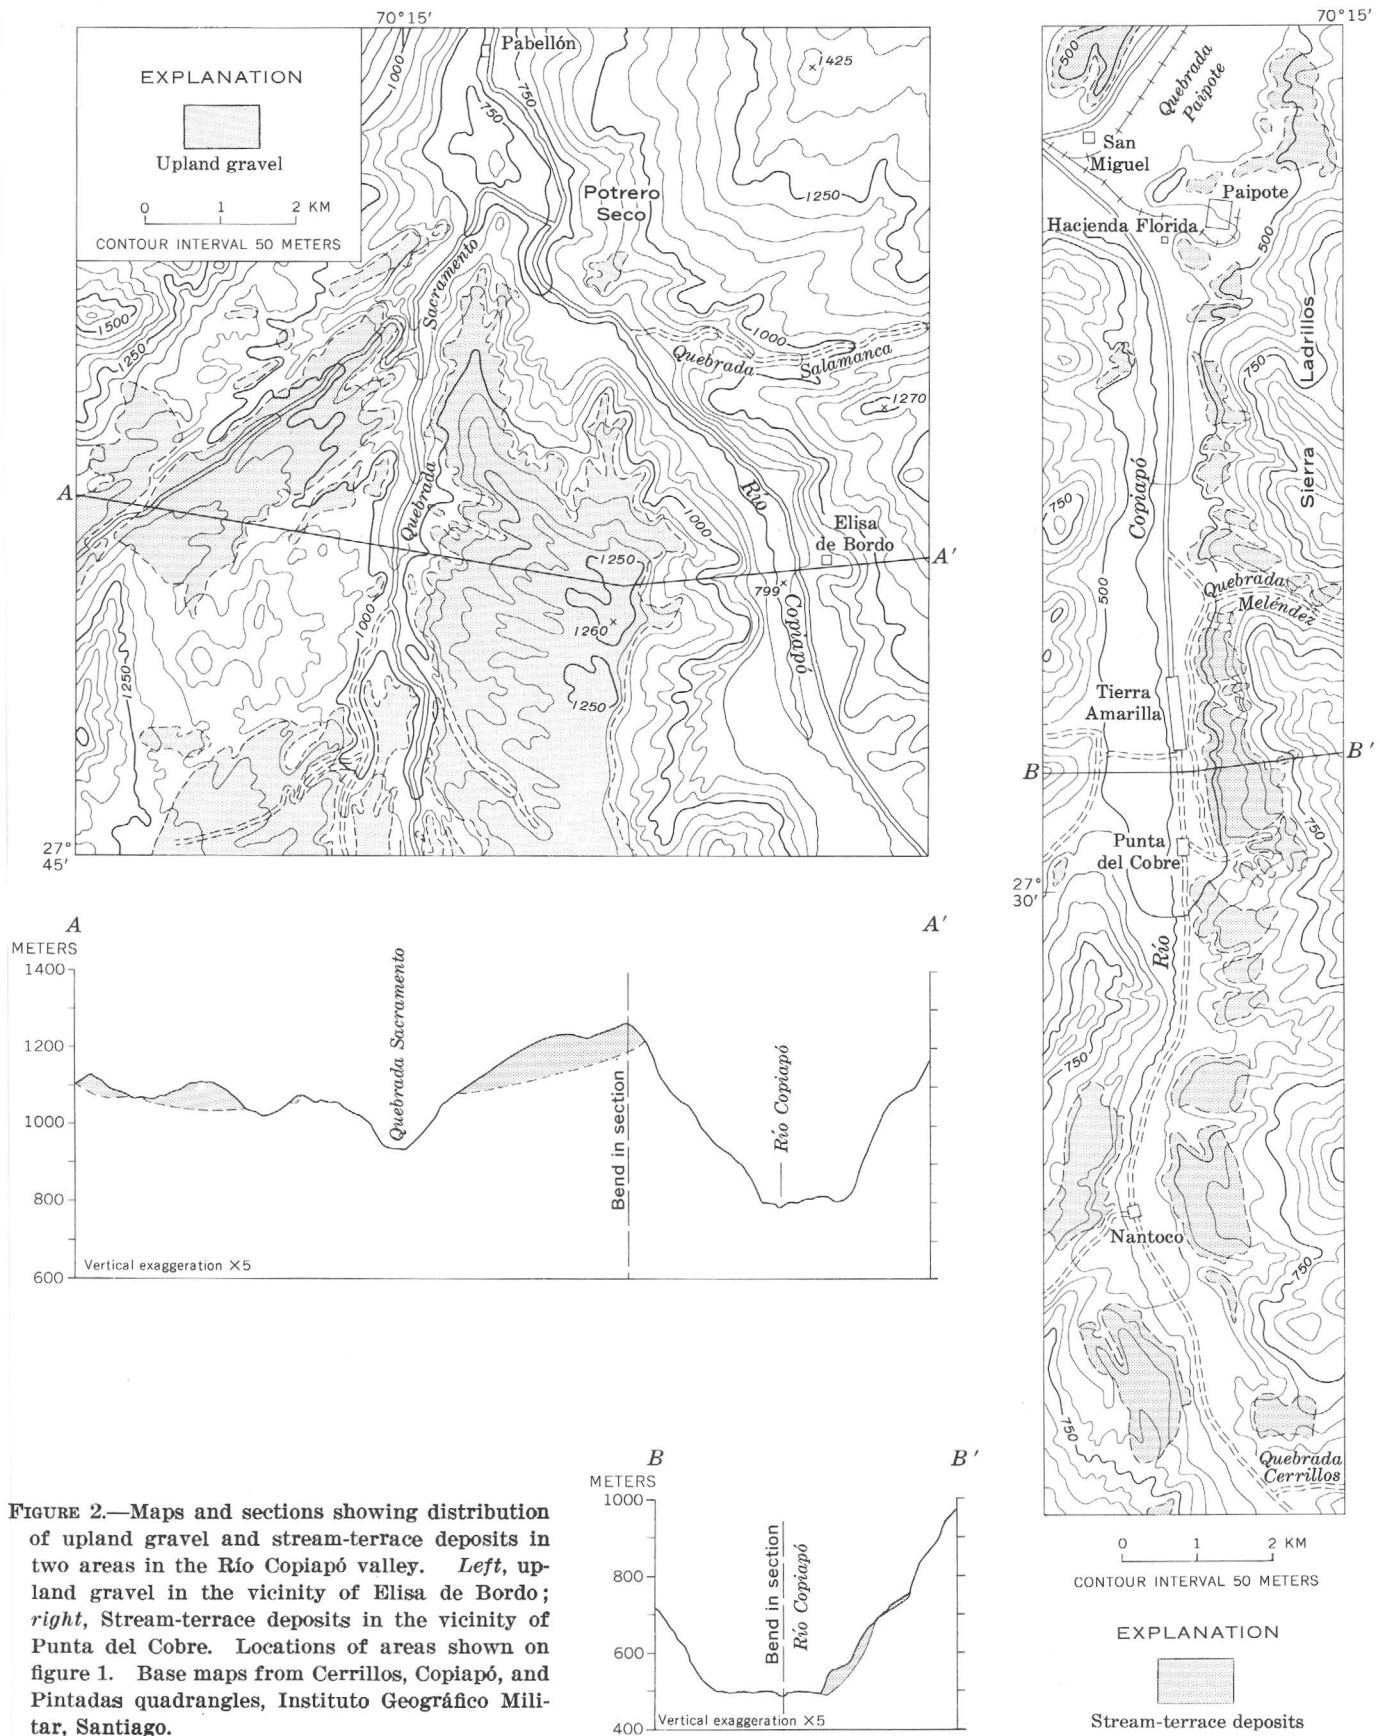 70°15′
Pabellón
EXPLANATION
Upland gravel
0 1 2 KM
CONTOUR INTERVAL 50 METERS
1000
750
750
1425
Potrero
Seco
1250
Sacramento
1500
1250
1000
Quebrada Salamanca
1270
A
Quebrada
Río
1000
Elisa
de Bordo
A′
1250
799
Copiapó
1000
1260
1250
1250
27°
45′
70°15′
500
Quebrada
Paipote
San
Miguel
Paipote
Hacienda Florida
500
Ladrillos
750
Sierra
Copiapó
750
Quebrada
Meléndez
500
0
Tierra
Amarilla
B
B′
750
Punta
del Cobre
27°
30′
Río
750
Nantoco
750
750
Quebrada
Cerrillos
0 1 2 KM
CONTOUR INTERVAL 50 METERS
EXPLANATION
Stream-terrace deposits
A
A′
METERS
1400
1200
1000
800
600
Quebrada Sacramento
Bend in section
Río Copiapó
Vertical exaggeration ×5
B
B′
METERS
1000
800
600
400
Bend in section
Río Copiapó
Vertical exaggeration ×5
FIGURE 2.—Maps and sections showing distribution
of upland gravel and stream-terrace deposits in
two areas in the Río Copiapó valley. Left, up-
land gravel in the vicinity of Elisa de Bordo;
right, Stream-terrace deposits in the vicinity of
Punta del Cobre. Locations of areas shown on
figure 1. Base maps from Cerrillos, Copiapó, and
Pintadas quadrangles, Instituto Geográfico Mili-
tar, Santiago.